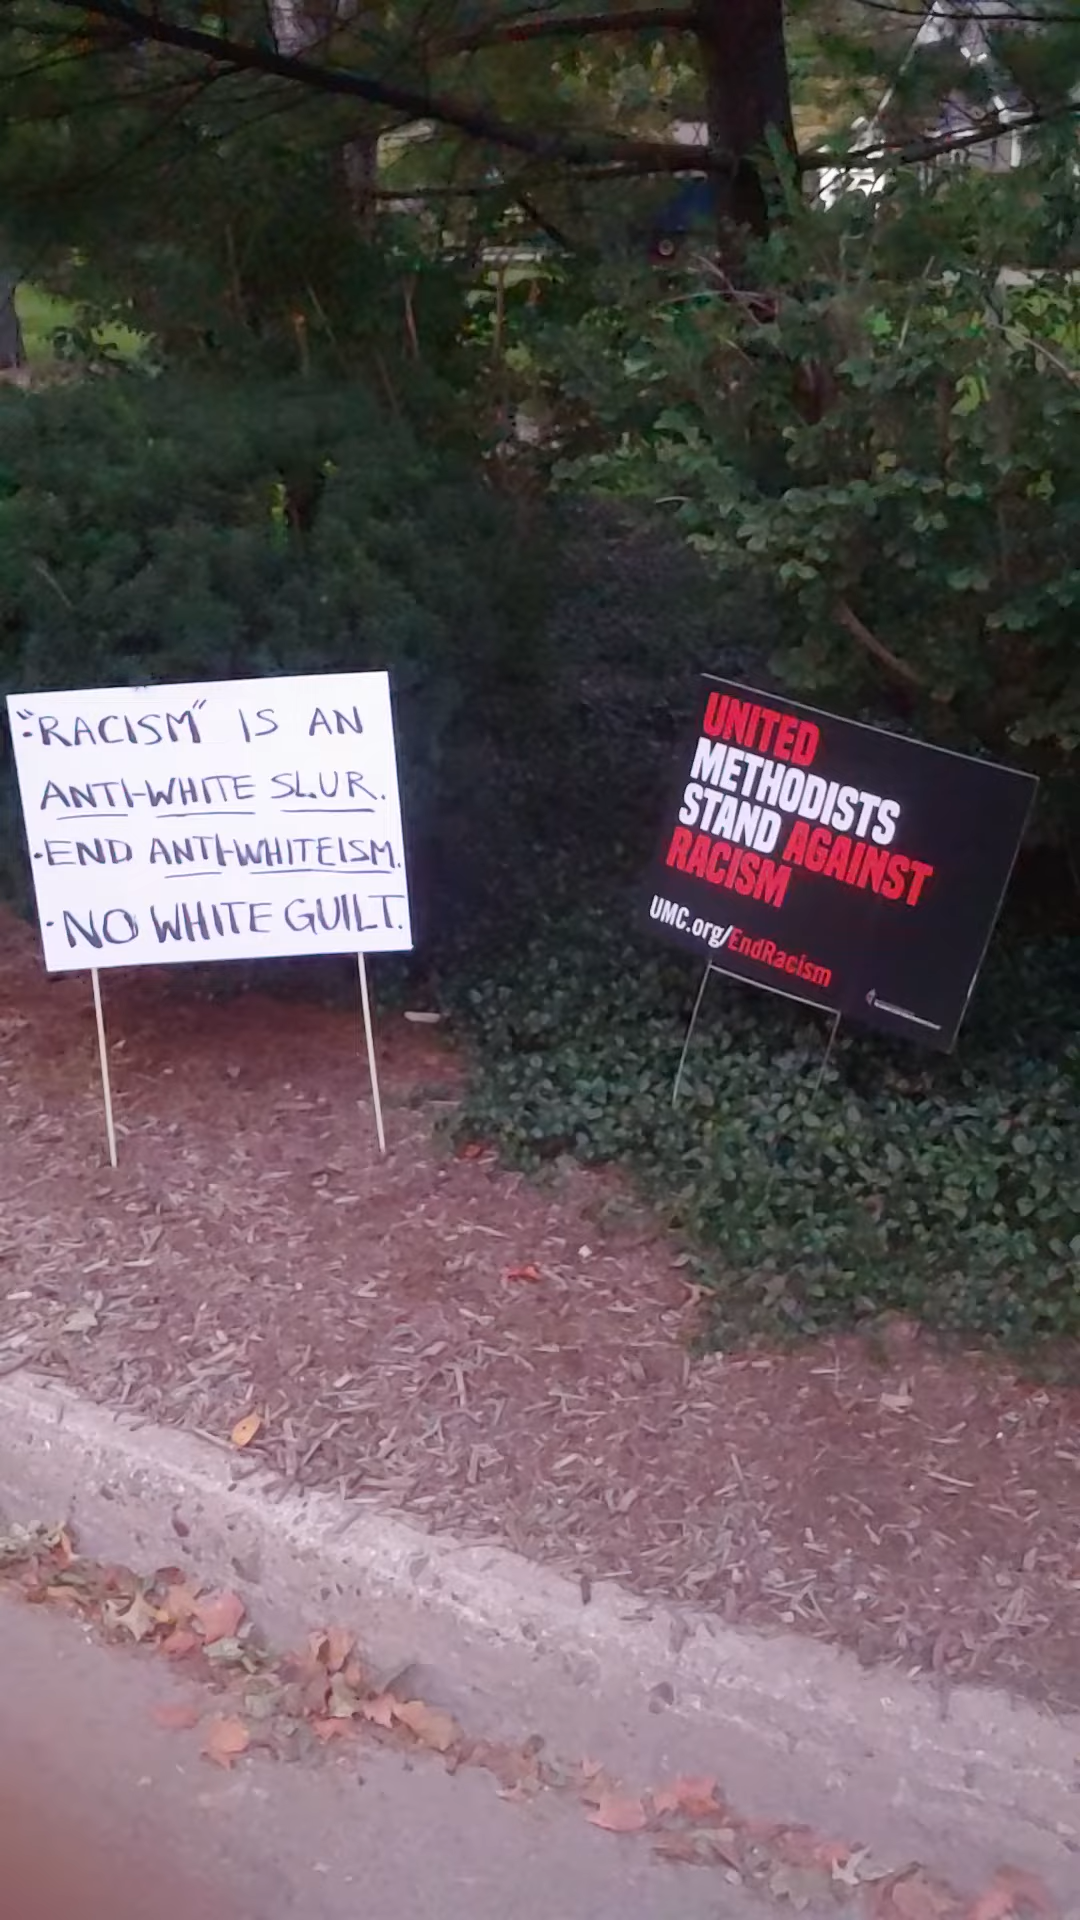 • "RACISM" IS AN
ANTI-WHITE SLUR.
• END ANTI-WHITEISM.
• NO WHITE GUILT.
UNITED
METHODISTS
STAND AGAINST
RACISM
UMC.org/EndRacism